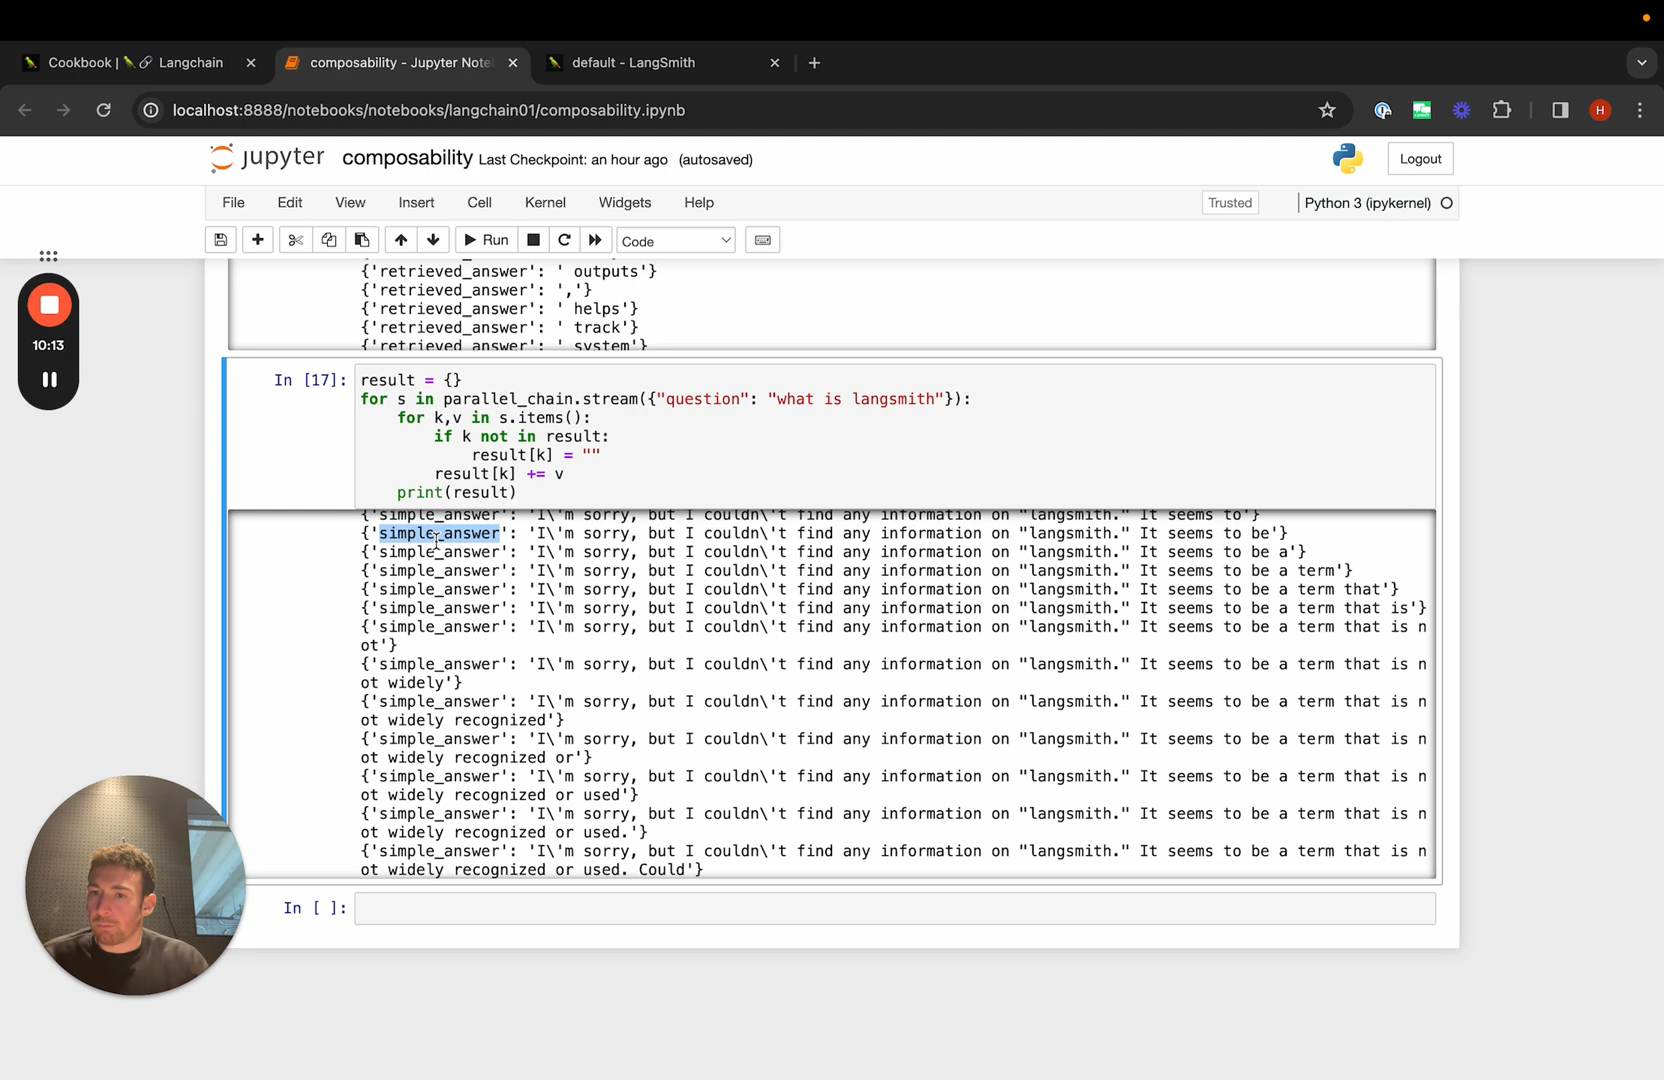 Cookbook | Langchain
composability - Jupyter Note
default - LangSmith
localhost:8888/notebooks/notebooks/langchain01/composability.ipynb
H
jupyter composability Last Checkpoint: an hour ago (autosaved)
Logout
File Edit View Insert Cell Kernel Widgets Help
Trusted
Python 3 (ipykernel)
Run
Code
{'retrieved_answer': ' outputs'}
{'retrieved_answer': ','}
{'retrieved_answer': ' helps'}
{'retrieved_answer': ' track'}
{'retrieved_answer': ' system'}
10:13
In [17]:
result = {}
for s in parallel_chain.stream({"question": "what is langsmith"}):
for k,v in s.items():
if k not in result:
result[k] = ""
result[k] += v
print(result)
{'simple_answer': 'I\'m sorry, but I couldn\'t find any information on "langsmith." It seems to'}
{'simple_answer': 'I\'m sorry, but I couldn\'t find any information on "langsmith." It seems to be'}
{'simple_answer': 'I\'m sorry, but I couldn\'t find any information on "langsmith." It seems to be a'}
{'simple_answer': 'I\'m sorry, but I couldn\'t find any information on "langsmith." It seems to be a term'}
{'simple_answer': 'I\'m sorry, but I couldn\'t find any information on "langsmith." It seems to be a term that'}
{'simple_answer': 'I\'m sorry, but I couldn\'t find any information on "langsmith." It seems to be a term that is'}
{'simple_answer': 'I\'m sorry, but I couldn\'t find any information on "langsmith." It seems to be a term that is n
ot'}
{'simple_answer': 'I\'m sorry, but I couldn\'t find any information on "langsmith." It seems to be a term that is n
ot widely'}
{'simple_answer': 'I\'m sorry, but I couldn\'t find any information on "langsmith." It seems to be a term that is n
ot widely recognized'}
{'simple_answer': 'I\'m sorry, but I couldn\'t find any information on "langsmith." It seems to be a term that is n
ot widely recognized or'}
{'simple_answer': 'I\'m sorry, but I couldn\'t find any information on "langsmith." It seems to be a term that is n
ot widely recognized or used'}
{'simple_answer': 'I\'m sorry, but I couldn\'t find any information on "langsmith." It seems to be a term that is n
ot widely recognized or used.'}
{'simple_answer': 'I\'m sorry, but I couldn\'t find any information on "langsmith." It seems to be a term that is n
ot widely recognized or used. Could'}
In [ ]: